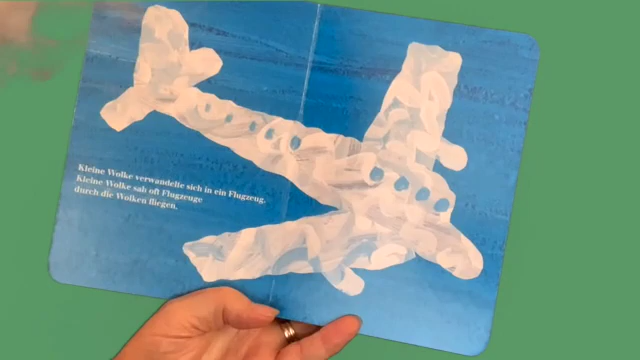 Kleine Wolke verwandelte sich in ein Flugzeug.
Kleine Wolke sah oft Flugzeuge
durch die Wolken fliegen.